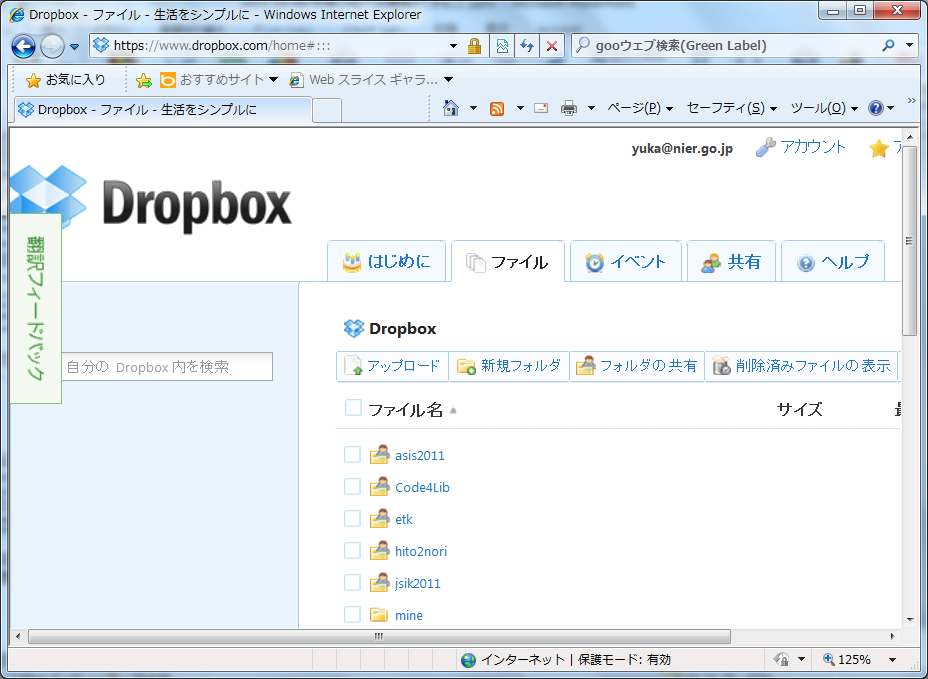 Dropbox - ファイル - 生活をシンプルに - Windows Internet Explorer
https://www.dropbox.com/home#:::
gooウェブ検索(Green Label)
お気に入り
おすすめサイト
Web スライス ギャラ...
Dropbox - ファイル - 生活をシンプルに
ページ(P)
セーフティ(S)
ツール(O)
yuka@nier.go.jp
アカウント
Dropbox
翻訳フィードバック
はじめに
ファイル
イベント
共有
ヘルプ
自分の Dropbox 内を検索
Dropbox
アップロード
新規フォルダ
フォルダの共有
削除済みファイルの表示
ファイル名
サイズ
asis2011
Code4Lib
etk
hito2nori
jsik2011
mine
インターネット | 保護モード: 有効
125%